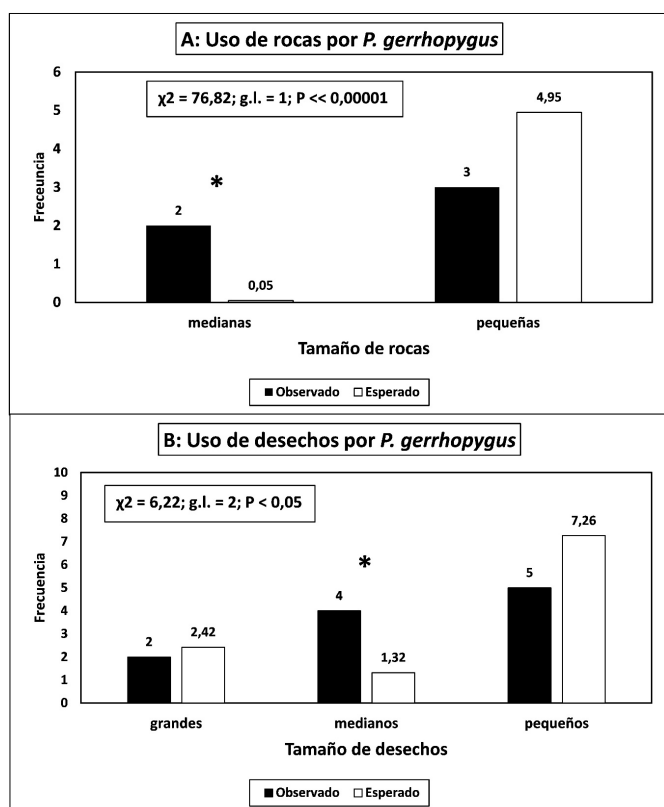 A: Uso de rocas por P. gerrhopygus
χ2 = 76,82; g.l. = 1; P << 0,00001
Freceuncia
6
5
4
3
2
1
0
2
*
0,05
3
4,95
medianas
pequeñas
Tamaño de rocas
Observado
Esperado
B: Uso de desechos por P. gerrhopygus
χ2 = 6,22; g.l. = 2; P < 0,05
Frecuencia
10
9
8
7
6
5
4
3
2
1
0
2
2,42
4
*
1,32
5
7,26
grandes
medianos
pequeños
Tamaño de desechos
Observado
Esperado